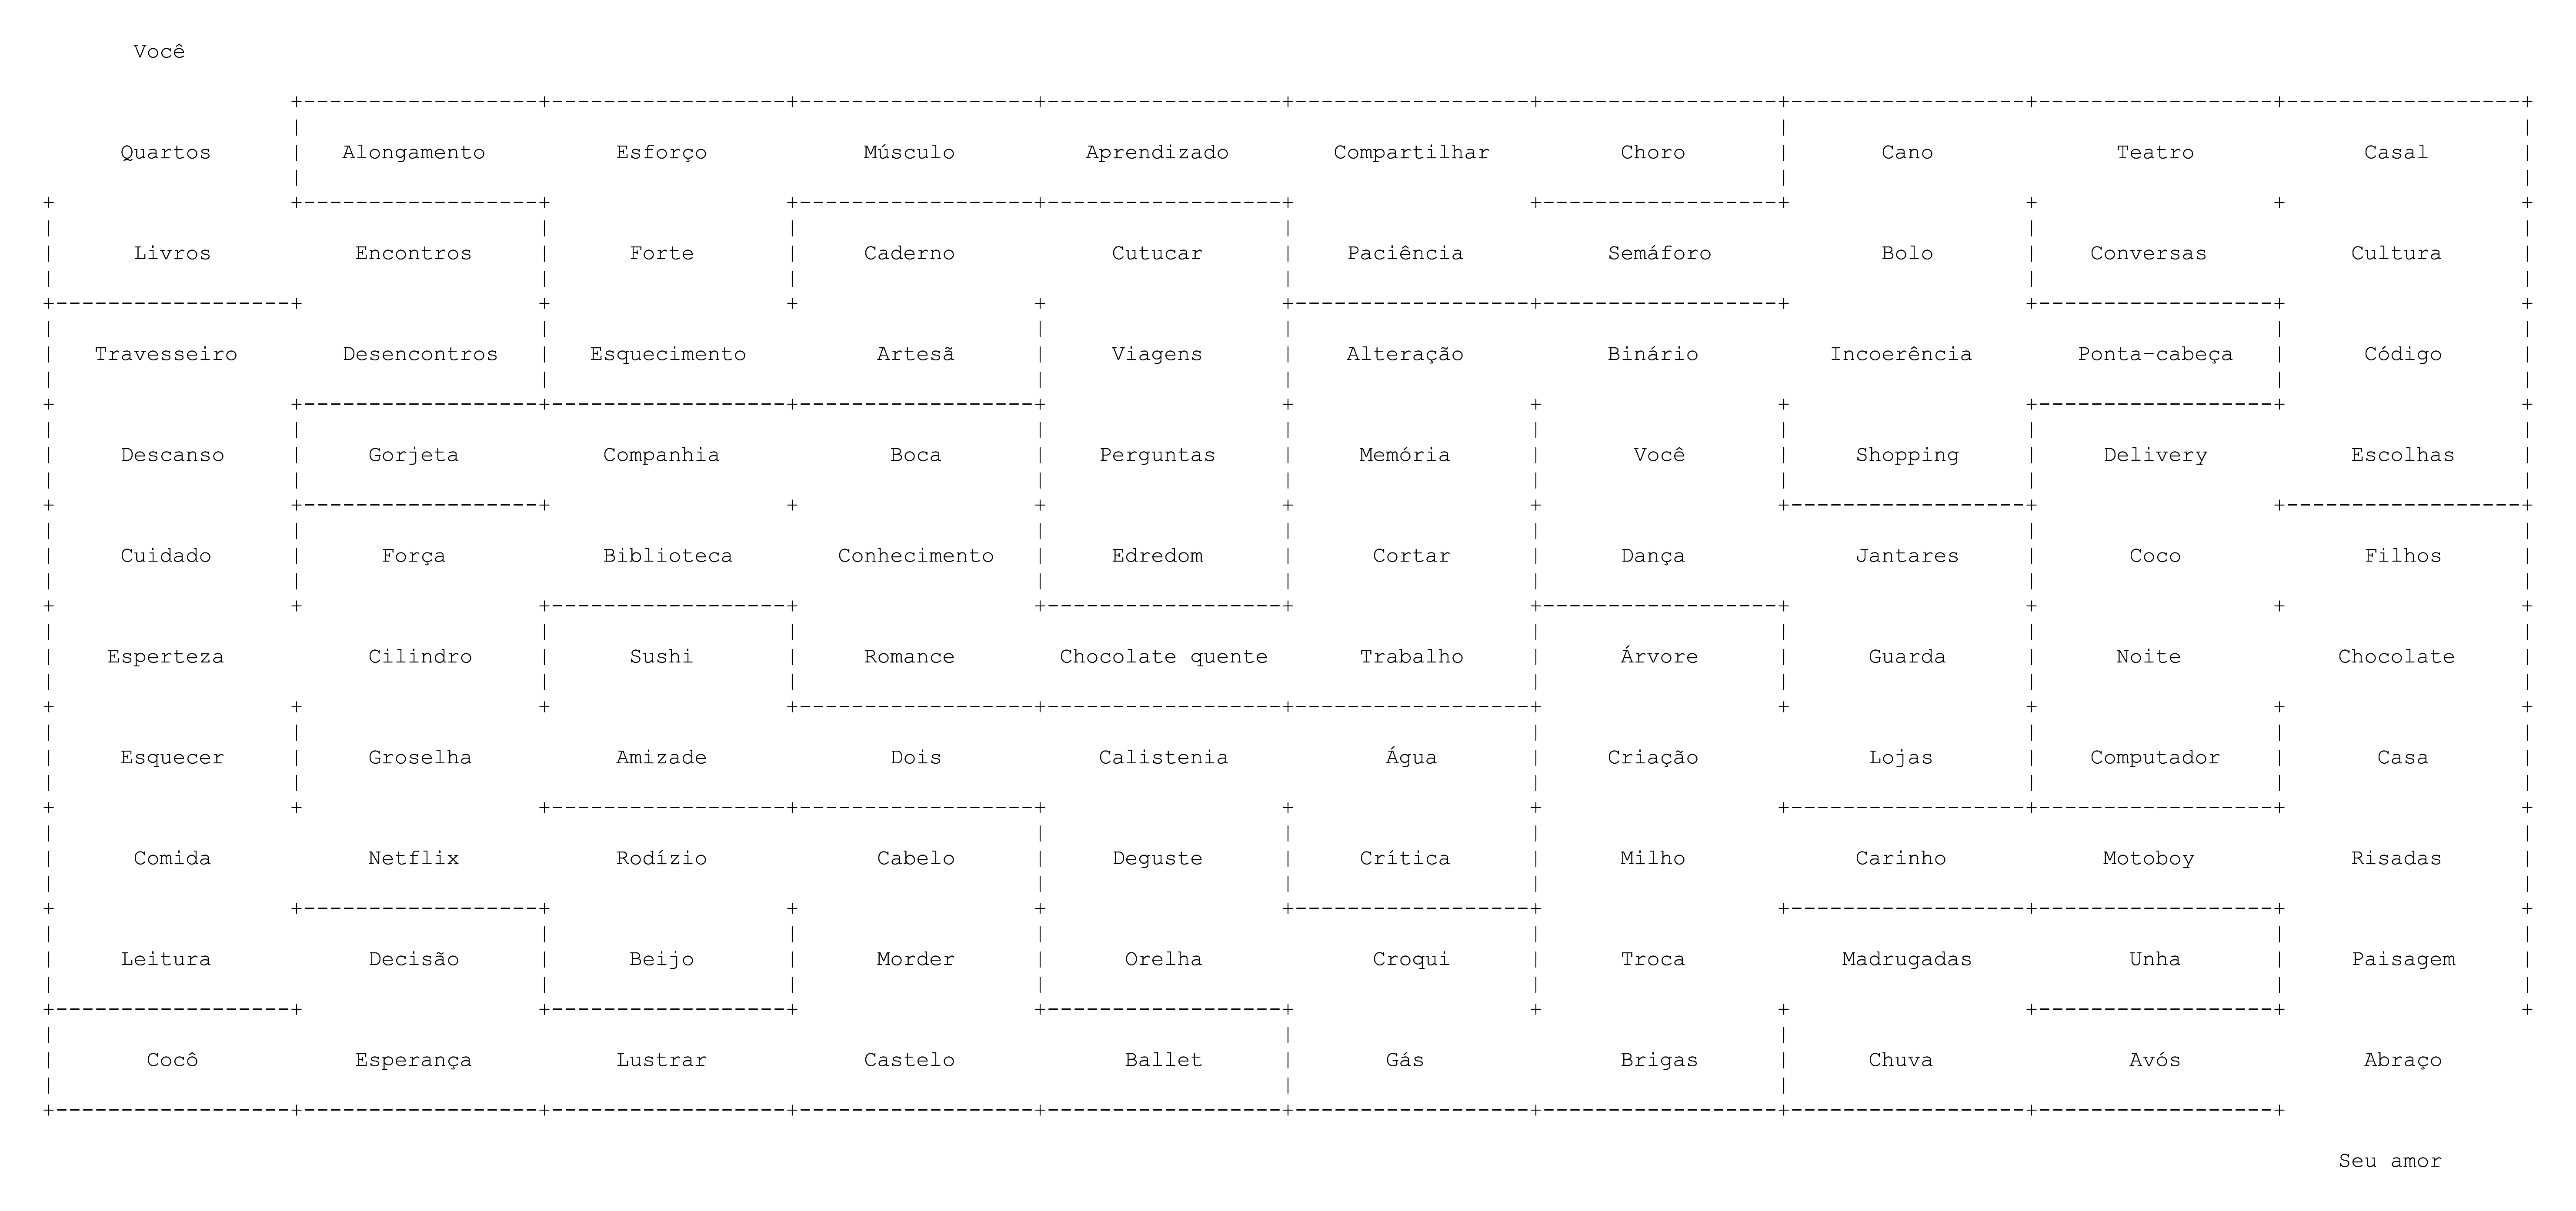 Você
Quartos Alongamento Esforço Músculo Aprendizado Compartilhar Choro Cano Teatro Casal
Livros Encontros Forte Caderno Cutucar Paciência Semáforo Bolo Conversas Cultura
Travesseiro Desencontros Esquecimento Artesã Viagens Alteração Binário Incoerência Ponta-cabeça Código
Descanso Gorjeta Companhia Boca Perguntas Memória Você Shopping Delivery Escolhas
Cuidado Força Biblioteca Conhecimento Edredom Cortar Dança Jantares Coco Filhos
Esperteza Cilindro Sushi Romance Chocolate quente Trabalho Árvore Guarda Noite Chocolate
Esquecer Groselha Amizade Dois Calistenia Água Criação Lojas Computador Casa
Comida Netflix Rodízio Cabelo Deguste Crítica Milho Carinho Motoboy Risadas
Leitura Decisão Beijo Morder Orelha Croqui Troca Madrugadas Unha Paisagem
Cocô Esperança Lustrar Castelo Ballet Gás Brigas Chuva Avós Abraço
Seu amor